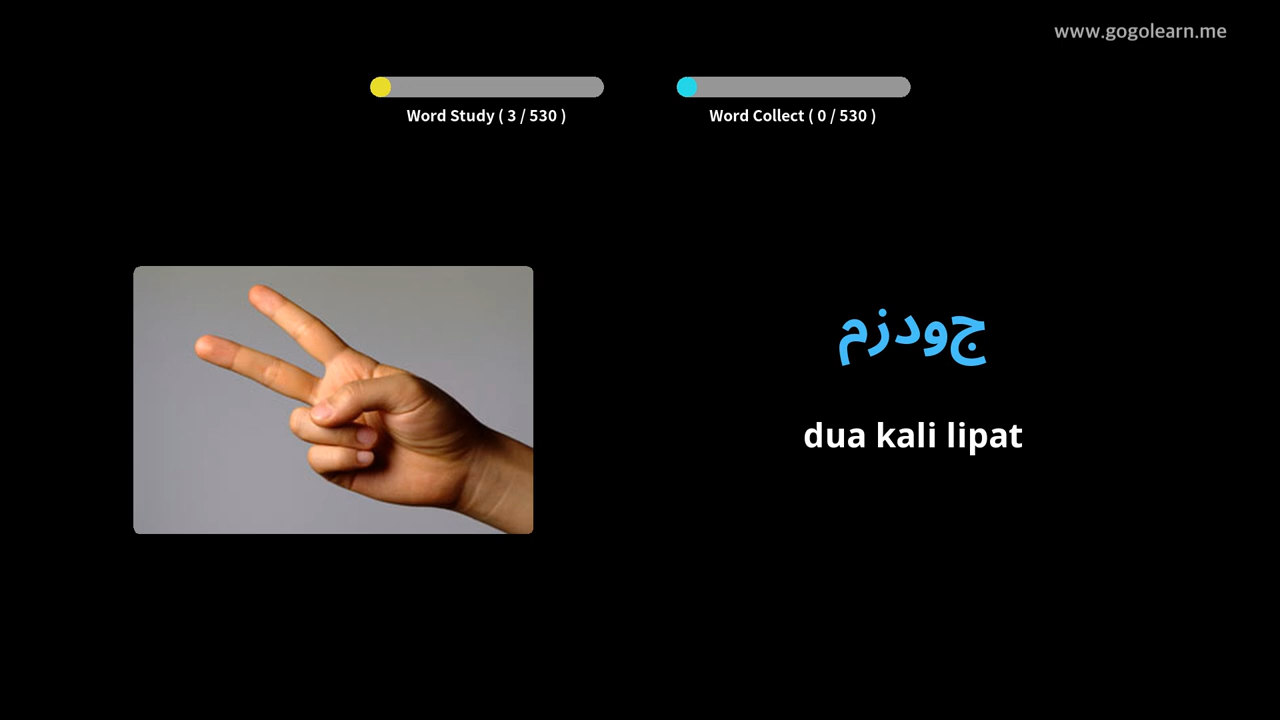 www.gogolearn.me
Word Study ( 3 / 530 )
Word Collect ( 0 / 530 )
جودزم
dua kali lipat